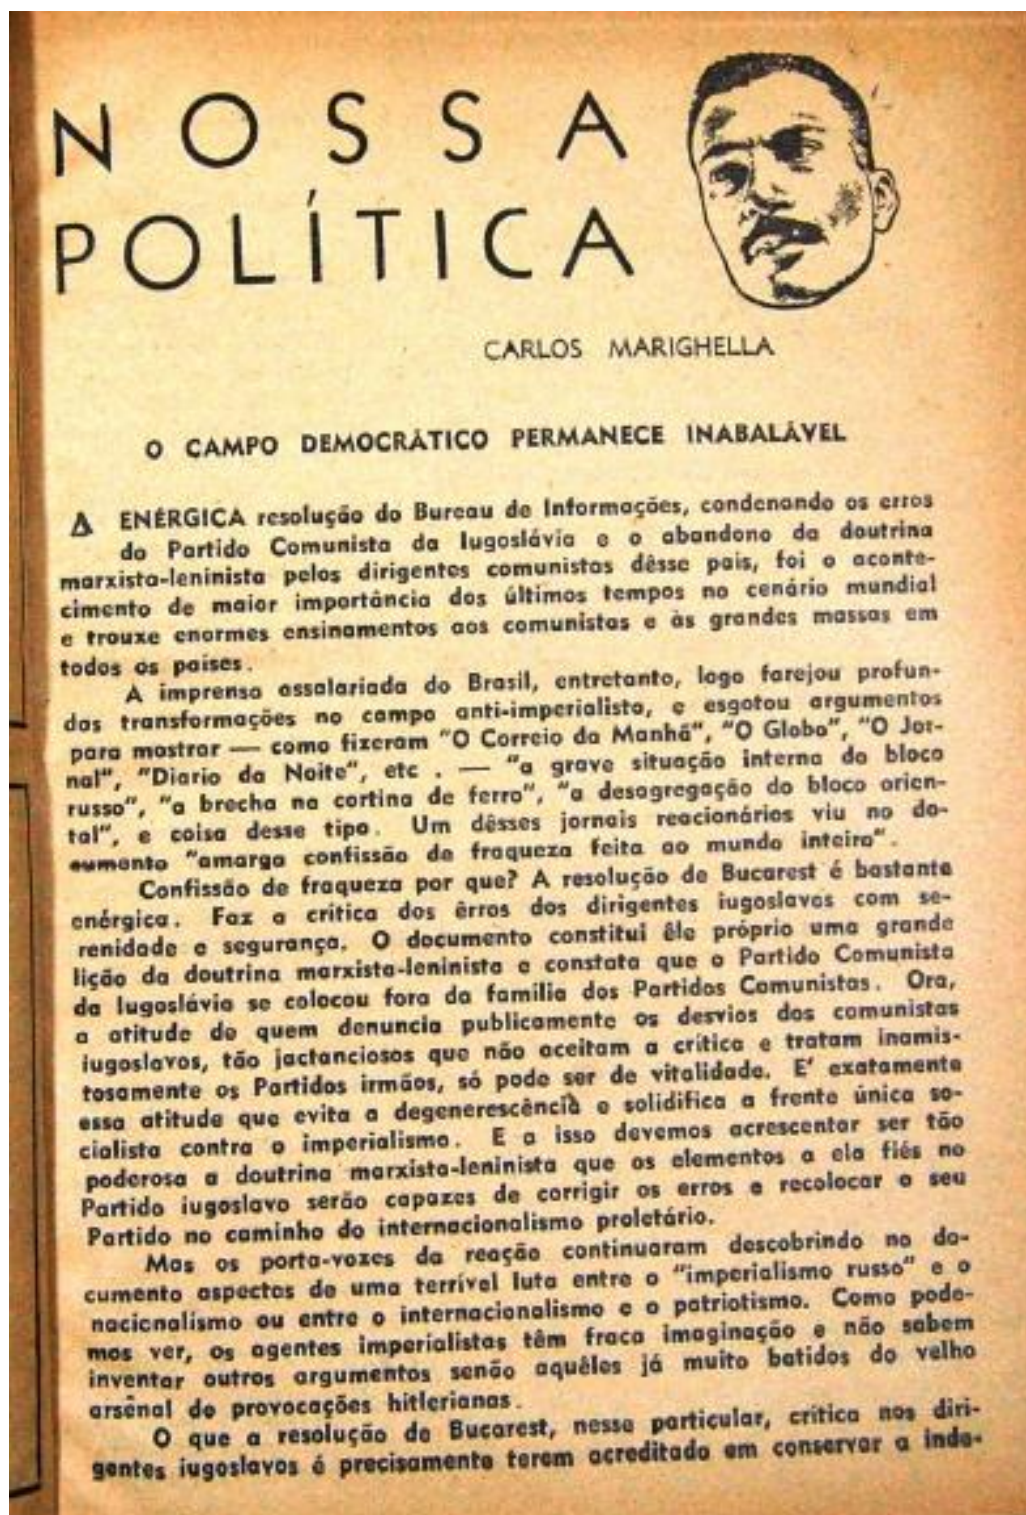 NOSSA
POLÍTICA
CARLOS MARIGHELLA
O CAMPO DEMOCRÁTICO PERMANECE INABALÁVEL
A ENÉRGICA resolução do Bureau de Informações, condenando os erros
do Partido Comunista da Iugoslávia e o abandono da doutrina
marxista-leninista pelos dirigentes comunistas dêsse pais, foi o aconte-
cimento de maior importância dos últimos tempos no cenário mundial
e trouxe enormes ensinamentos aos comunistas e às grandes massas em
todos os paises.
A imprensa assalariada do Brasil, entretanto, logo farejou profun-
das transformações no campo anti-imperialista, e esgotou argumentos
para mostrar — como fizeram "O Correio da Manhã", "O Globo", "O Jor-
nal", "Diario da Noite", etc . — "a grave situação interna do bloco
russo", "a brecha na cortina de ferro", "a desagregação do bloco orien-
tal", e coisa desse tipo. Um dêsses jornais reacionários viu no do-
cumento "amarga confissão de fraqueza feita ao mundo inteiro".
Confissão de fraqueza por que? A resolução de Bucarest é bastante
enérgica. Faz a critica dos êrros dos dirigentes iugoslavos com se-
renidade e segurança. O documento constitui êle próprio uma grande
lição da doutrina marxista-leninista e constata que o Partido Comunista
da Iugoslávia se colocou fora da familia dos Partidos Comunistas. Ora,
a atitude de quem denuncia publicamente os desvios dos comunistas
iugoslavos, tão jactanciosos que não aceitam a crítica e tratam inamis-
tosamente os Partidos irmãos, só pode ser de vitalidade. E' exatamente
essa atitude que evita a degenerescência e solidifica a frente única so-
cialista contra o imperialismo. E a isso devemos acrescentar ser tão
poderosa a doutrina marxista-leninista que os elementos a ela fiés no
Partido iugoslavo serão capazes de corrigir os erros e recolocar o seu
Partido no caminho do internacionalismo proletário.
Mas os porta-vozes da reação continuaram descobrindo no do-
cumento aspectos de uma terrível luta entre o "imperialismo russo" e o
nacionalismo ou entre o internacionalismo e o patriotismo. Como pode-
mos ver, os agentes imperialistas têm fraca imaginação e não sabem
inventar outros argumentos senão aquêles já muito batidos do velho
arsênal de provocações hitlerianas.
O que a resolução de Bucarest, nesse particular, crítica nos diri-
gentes iugoslavos é precisamente terem acreditado em conservar a inde-